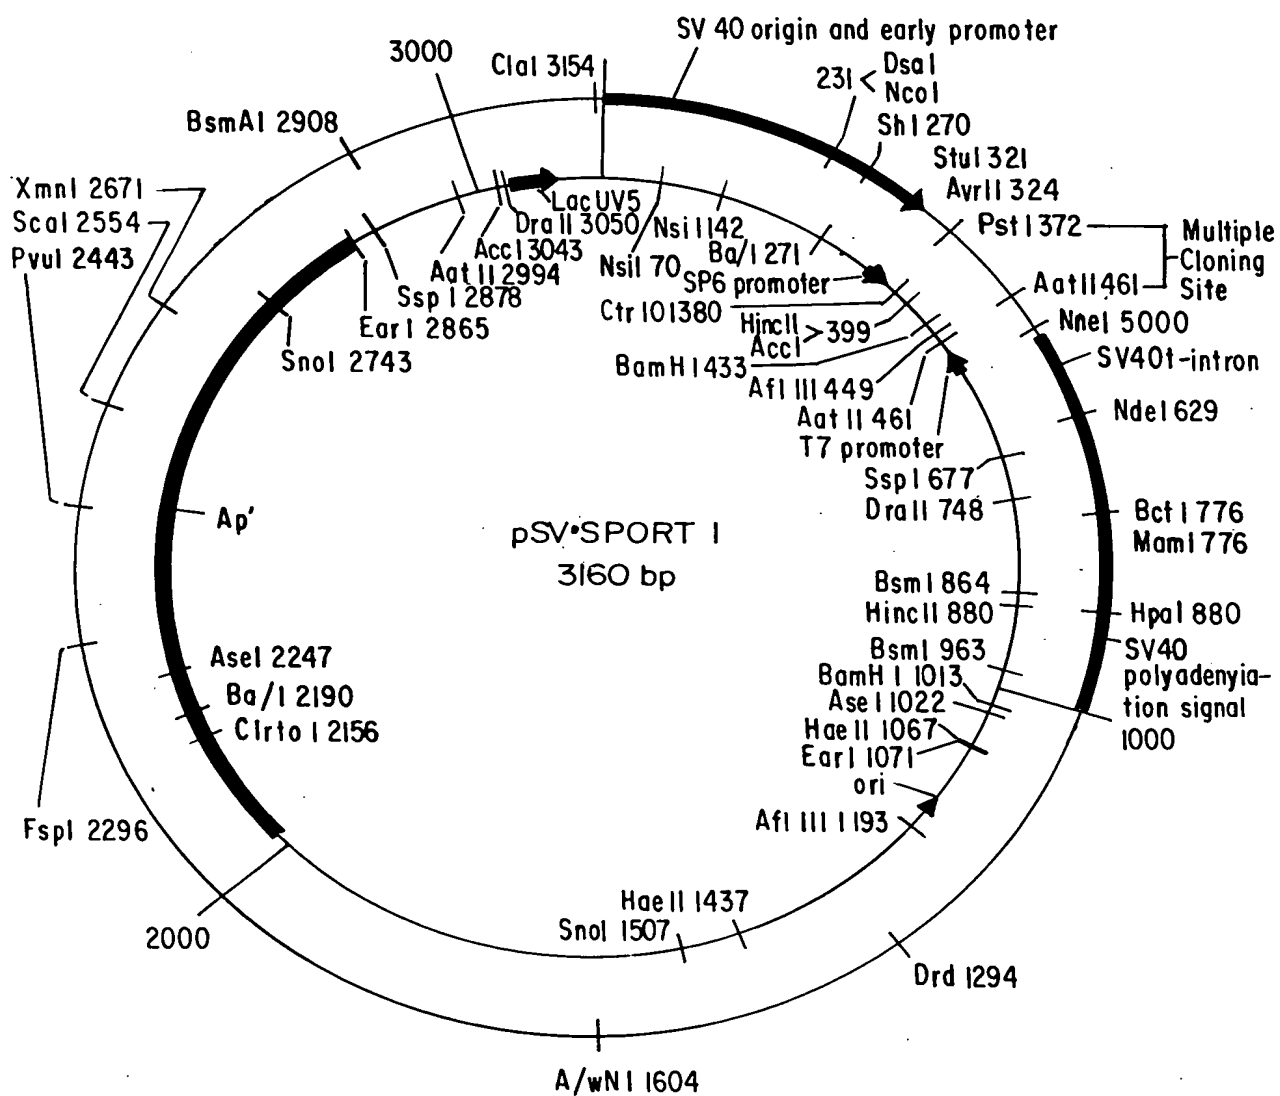 SV 40 origin and early promoter
3000
ClaI 3154
231 < DsaI
NcoI
BsmAI 2908
ShI 270
StuI 321
AvrII 324
XmnI 2671
ScaI 2554
PvuI 2443
PstI 372
Multiple
Cloning
Site
AatII 461
NneI 5000
SV40t-intron
LacUV5
DraII 3050
AccI 3043
AatII 2994
SspI 2878
EarI 2865
SnoI 2743
NsiI 142
Ba/I 271
NsiI 70
SP6 promoter
Ctr101380
HincII
AccI
> 399
BamHI 433
AflIII 449
AatII 461
T7 promoter
NdeI 629
SspI 677
DraII 748
BctI 776
MamI 776
Ap'
pSV•SPORT I
3160 bp
BsmI 864
HincII 880
HpaI 880
BsmI 963
SV40
polyadenyia-
tion signal
BamHI 1013
AseI 1022
HaeII 1067
EarI 1071
1000
ori
AflIII 1193
AseI 2247
Ba/I 2190
ClrtoI 2156
FspI 2296
2000
HaeII 1437
SnoI 1507
Drd 1294
A/wNI 1604